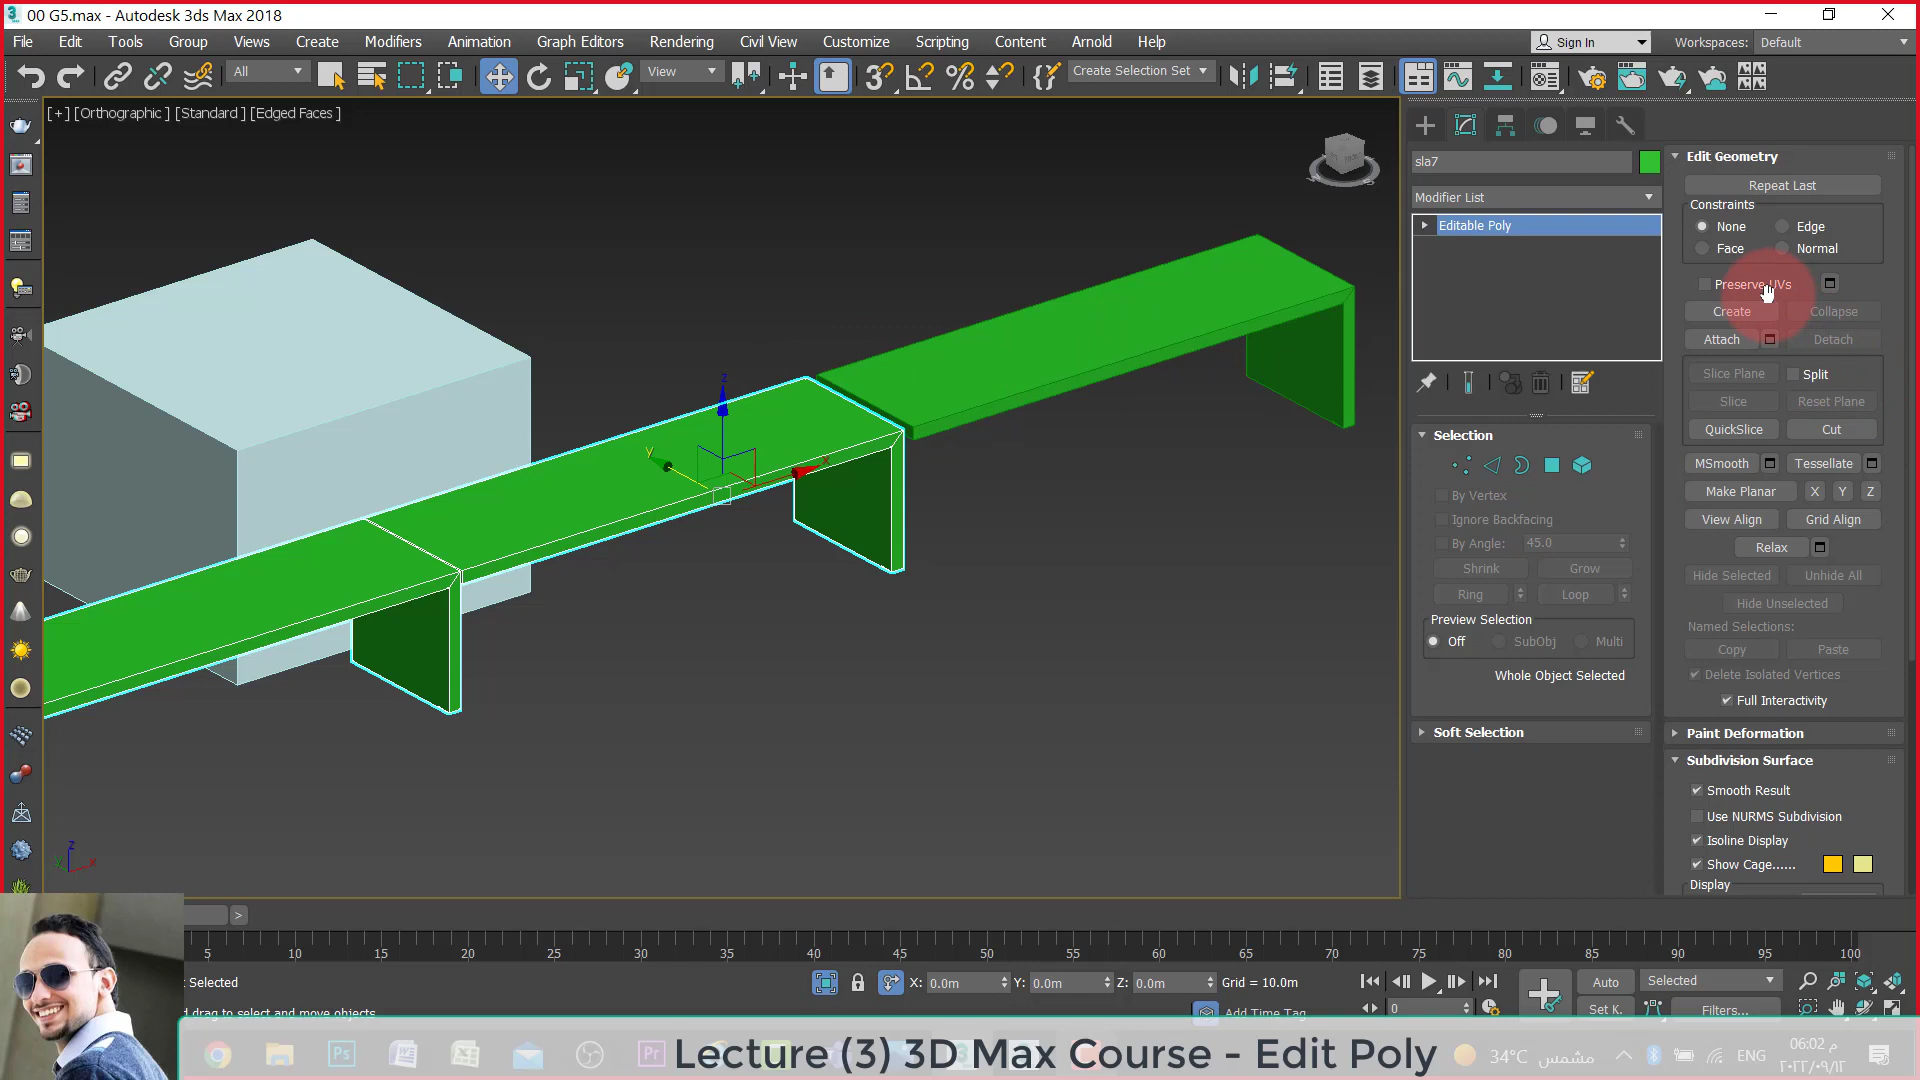 00 G5.max - Autodesk 3ds Max 2018
File Edit Tools Group Views Create Modifiers Animation Graph Editors Rendering Civil View Customize Scripting Content Arnold Help
Sign In
Workspaces: Default
All
View
Create Selection Set
[+] [Orthographic ] [Standard ] [Edged Faces ]
sla7
Modifier List
Editable Poly
Selection
By Vertex
Ignore Backfacing
By Angle: 45.0
Shrink Grow
Ring Loop
Preview Selection
Off SubObj Multi
Whole Object Selected
Soft Selection
Edit Geometry
Repeat Last
Constraints
None Edge
Face Normal
Preserve UVs
Create Collapse
Attach Detach
Slice Plane Split
Slice Reset Plane
QuickSlice Cut
MSmooth Tessellate
Make Planar X Y Z
View Align Grid Align
Relax
Hide Selected Unhide All
Hide Unselected
Named Selections:
Copy Paste
Delete Isolated Vertices
Full Interactivity
Paint Deformation
Subdivision Surface
Smooth Result
Use NURMS Subdivision
Isoline Display
Show Cage......
Display
z
y
x
z
x
>
5 10 15 20 25 30 35 40 45 50 55 60 65 70 75 80 85 90 95 100
Selected
X: 0.0m Y: 0.0m Z: 0.0m Grid = 10.0m
Auto Selected
drag to select and move objects
Add Time Tag
0
Set K. Filters...
Lecture (3) 3D Max Course - Edit Poly
34°C مشمس
ENG
06:02 م
٢٠٢٢/٠٩/١٢